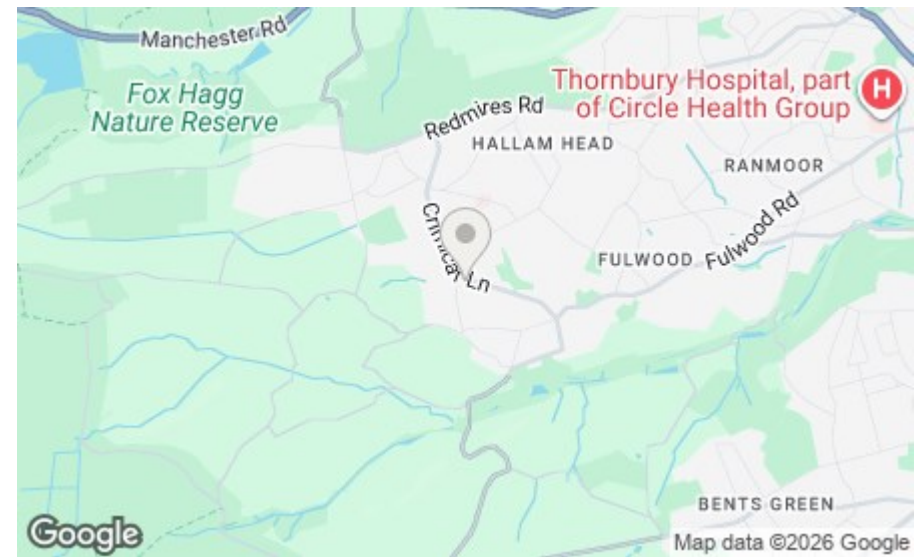 Manchester Rd
Fox Hagg
Nature Reserve
Thornbury Hospital, part
of Circle Health Group
H
Redmires Rd
HALLAM HEAD
RANMOOR
Ln
FULWOOD
Fulwood Rd
BENTS GREEN
Google
Map data ©2026 Google